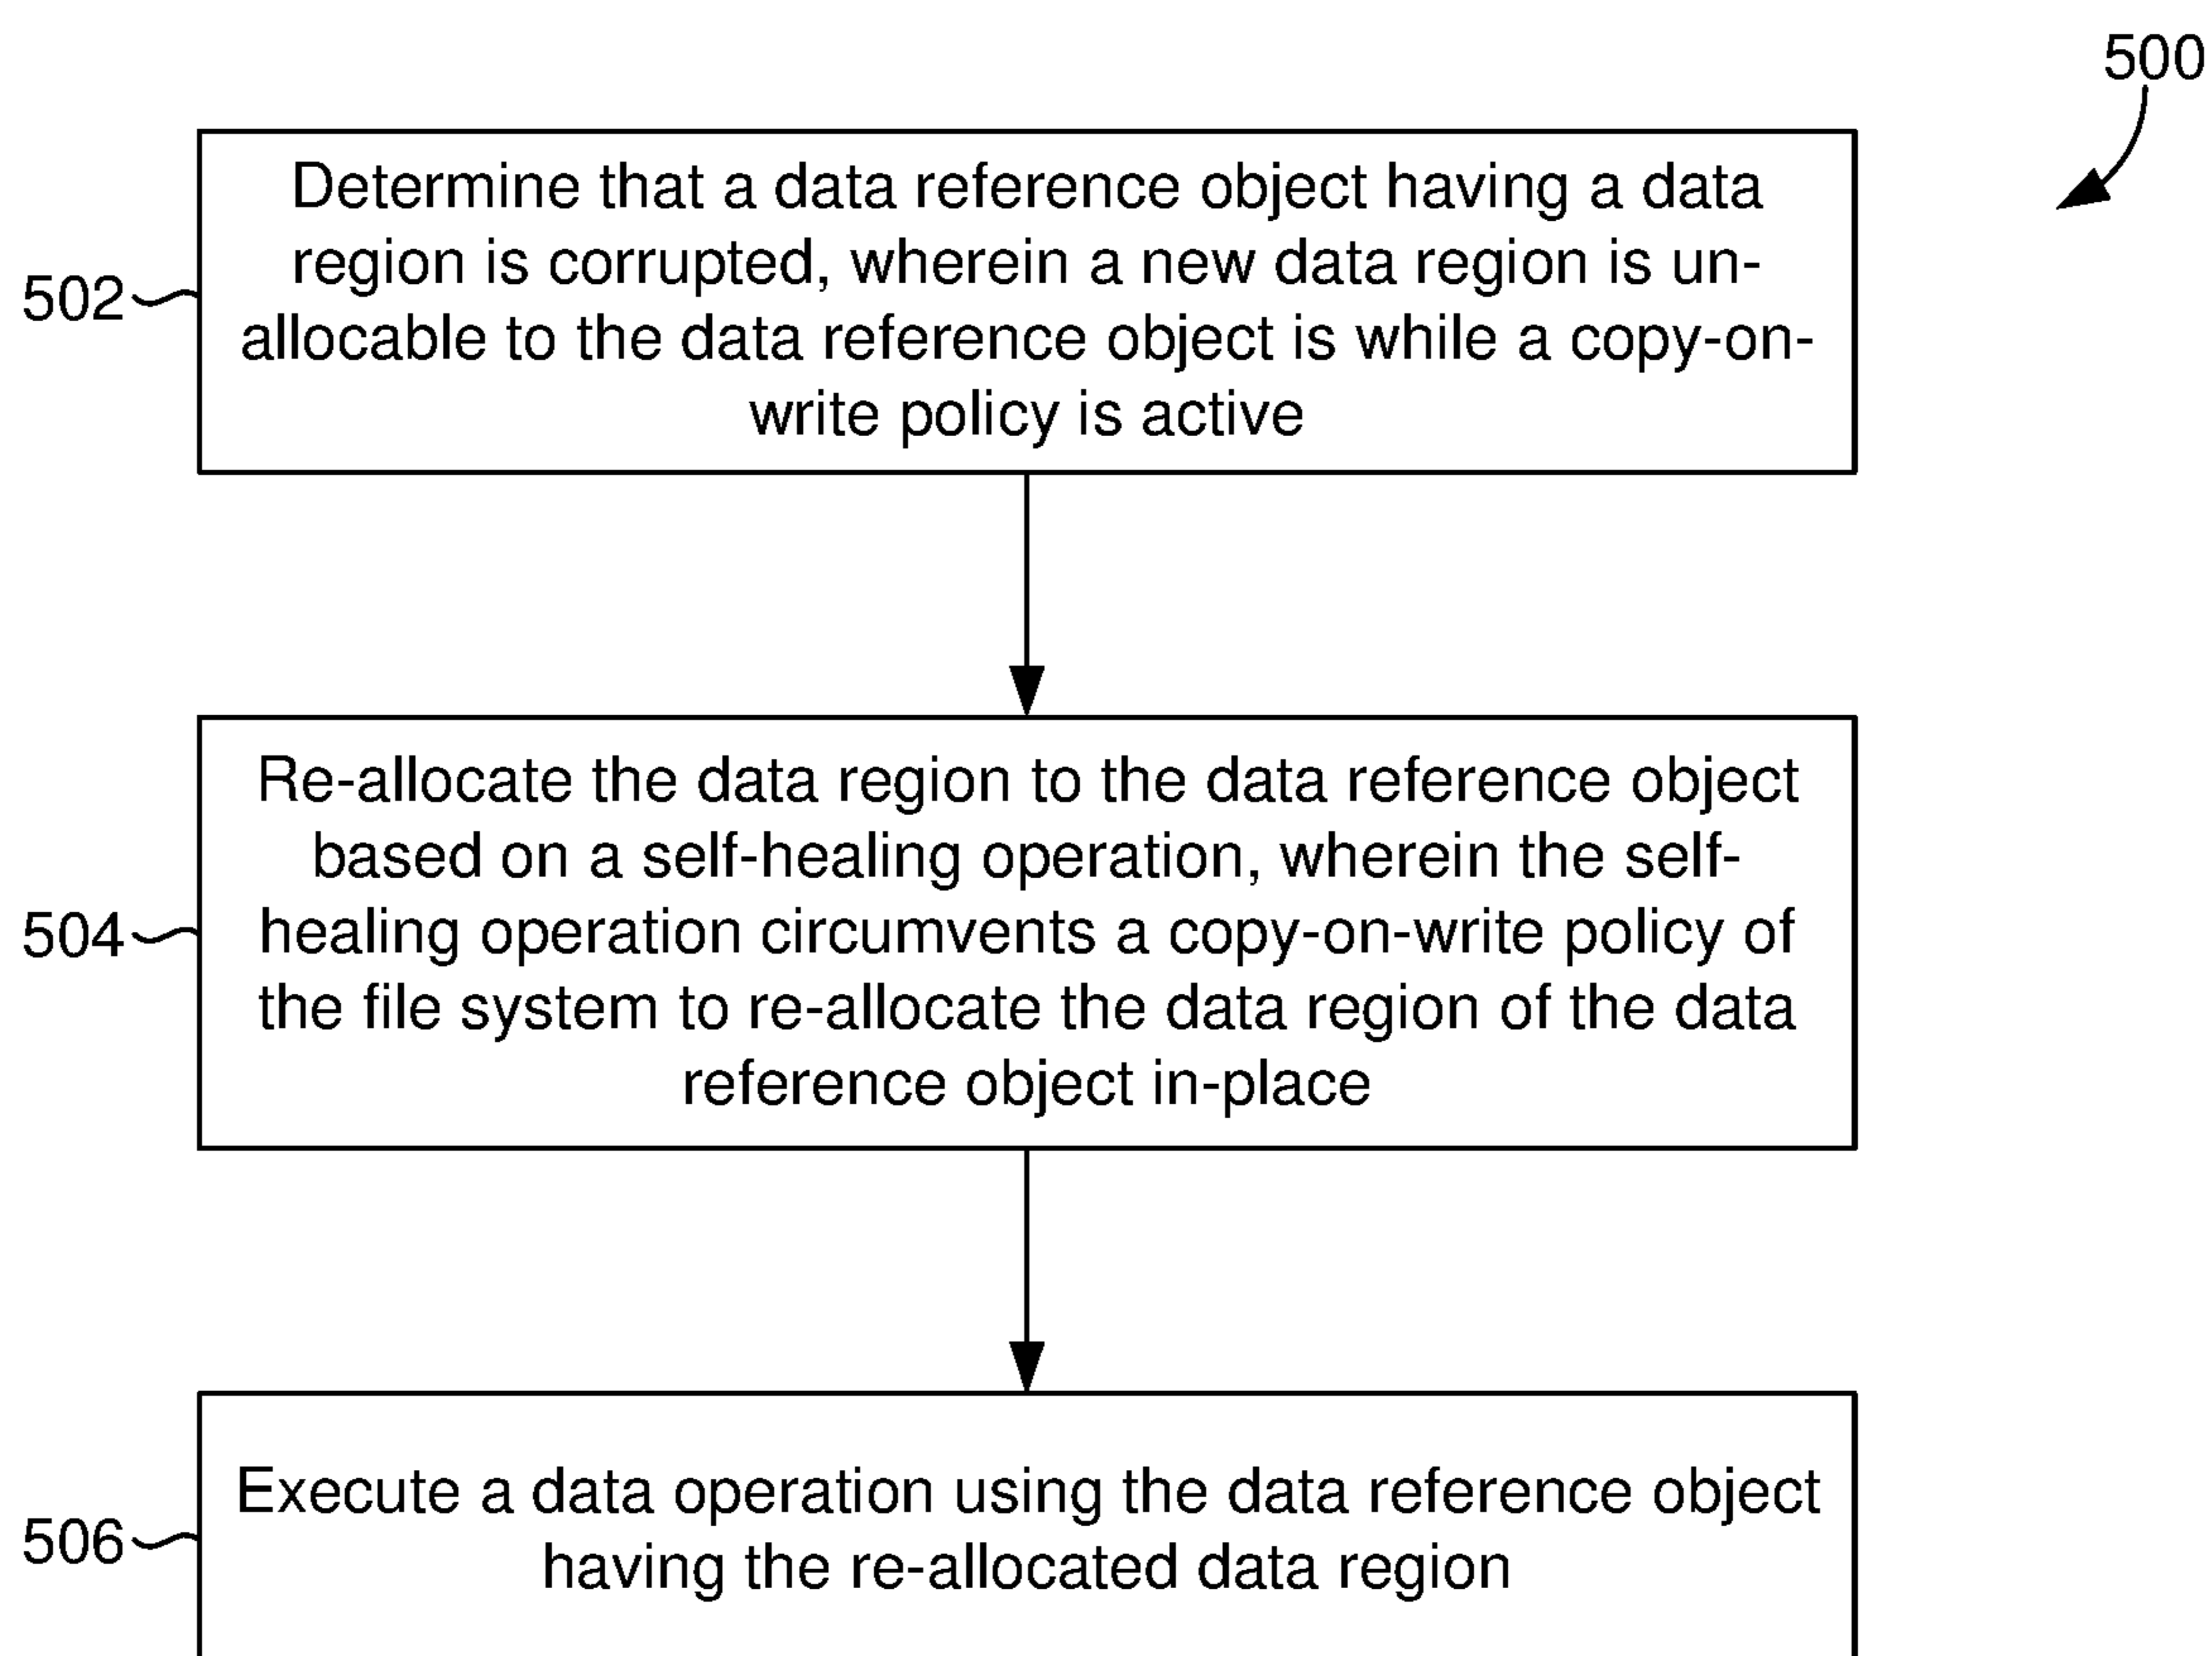 500
Determine that a data reference object having a data
region is corrupted, wherein a new data region is un-
502
allocable to the data reference object is while a copy-on-
write policy is active
Re-allocate the data region to the data reference object
based on a self-healing operation, wherein the self-
504
healing operation circumvents a copy-on-write policy of
the file system to re-allocate the data region of the data
reference object in-place
Execute a data operation using the data reference object
506
having the re-allocated data region